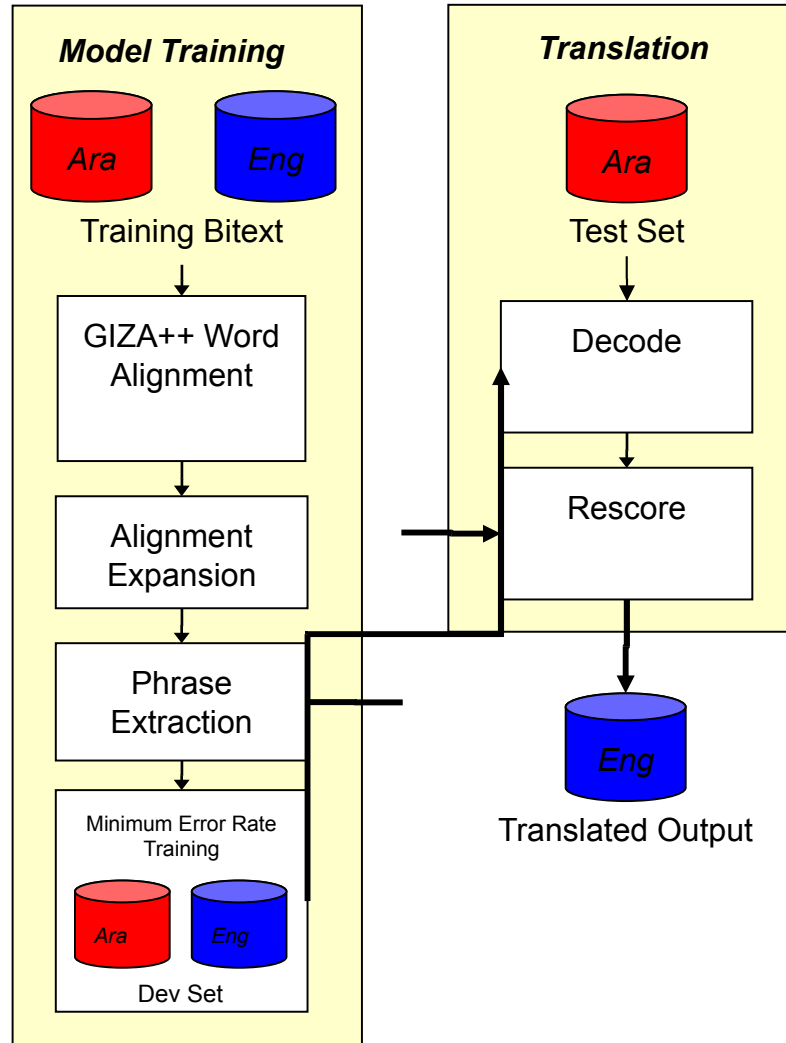 Model Training
Ara
Eng
Training Bitext
GIZA++ Word
Alignment
Alignment
Expansion
Phrase
Extraction
Minimum Error Rate
Training
Ara
Eng
Dev Set
Translation
Ara
Test Set
Decode
Rescore
Eng
Translated Output